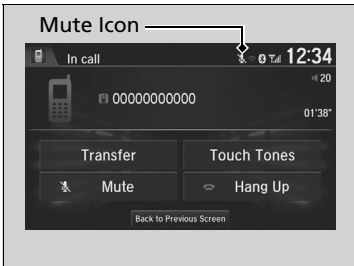 Mute Icon
In call
12:34
20
00000000000
01'38"
Transfer
Touch Tones
Mute
Hang Up
Back to Previous Screen